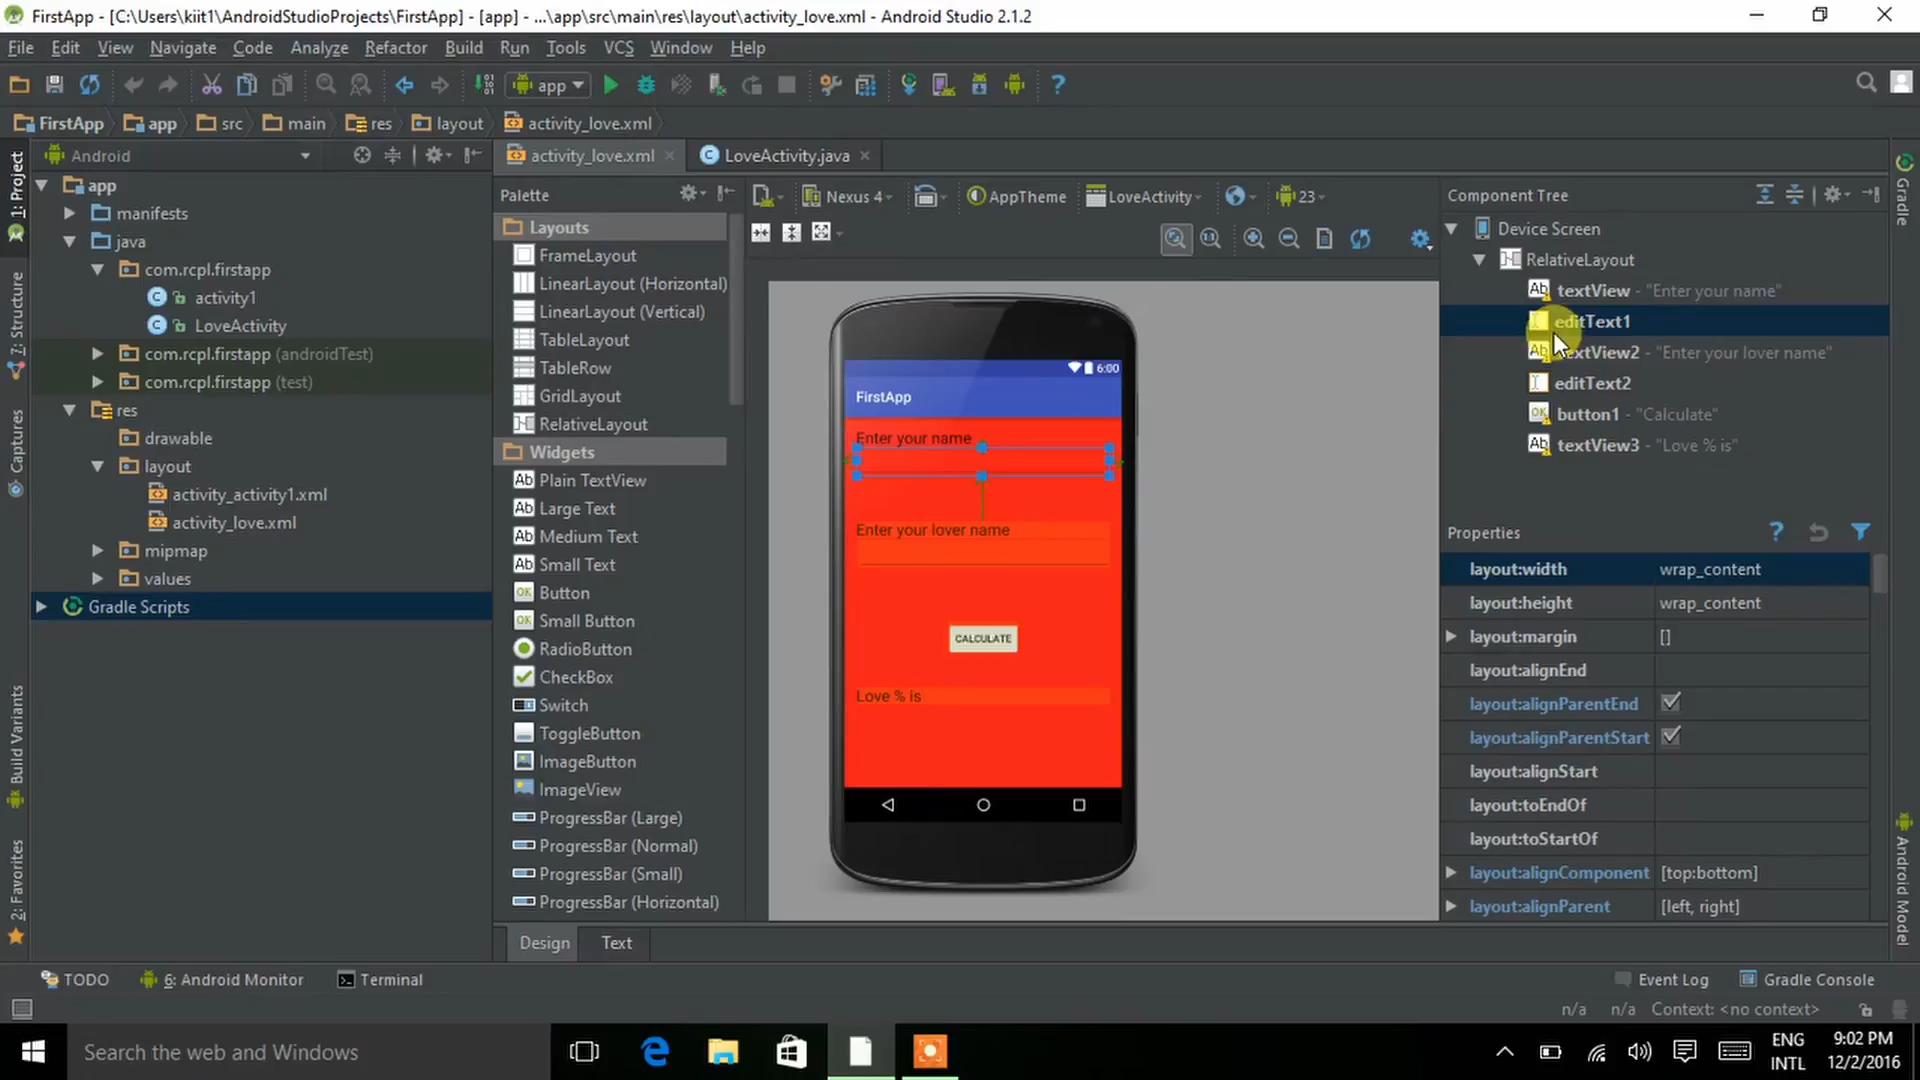 FirstApp - [C:\Users\kiit1\AndroidStudioProjects\FirstApp] - [app] - ...\app\src\main\res\layout\activity_love.xml - Android Studio 2.1.2
File Edit View Navigate Code Analyze Refactor Build Run Tools VCS Window Help
app
FirstApp app src main res layout activity_love.xml
1: Project
7: Structure
Captures
Build Variants
2: Favorites
Android
app
manifests
java
com.rcpl.firstapp
activity1
LoveActivity
com.rcpl.firstapp (androidTest)
com.rcpl.firstapp (test)
res
drawable
layout
activity_activity1.xml
activity_love.xml
mipmap
values
Gradle Scripts
activity_love.xml LoveActivity.java
Palette
Layouts
FrameLayout
LinearLayout (Horizontal)
LinearLayout (Vertical)
TableLayout
TableRow
GridLayout
RelativeLayout
Widgets
Plain TextView
Large Text
Medium Text
Small Text
Button
Small Button
RadioButton
CheckBox
Switch
ToggleButton
ImageButton
ImageView
ProgressBar (Large)
ProgressBar (Normal)
ProgressBar (Small)
ProgressBar (Horizontal)
Nexus 4 AppTheme LoveActivity 23
6:00
FirstApp
Enter your name
Enter your lover name
CALCULATE
Love % is
Design Text
Component Tree
Device Screen
RelativeLayout
textView - "Enter your name"
editText1
textView2 - "Enter your lover name"
editText2
button1 - "Calculate"
textView3 - "Love % is"
Properties
layout:width wrap_content
layout:height wrap_content
layout:margin []
layout:alignEnd
layout:alignParentEnd
layout:alignParentStart
layout:alignStart
layout:toEndOf
layout:toStartOf
layout:alignComponent [top:bottom]
layout:alignParent [left, right]
Gradle
Android Model
TODO 6: Android Monitor Terminal Event Log Gradle Console
n/a n/a Context: <no context>
Search the web and Windows
ENG
INTL
9:02 PM
12/2/2016